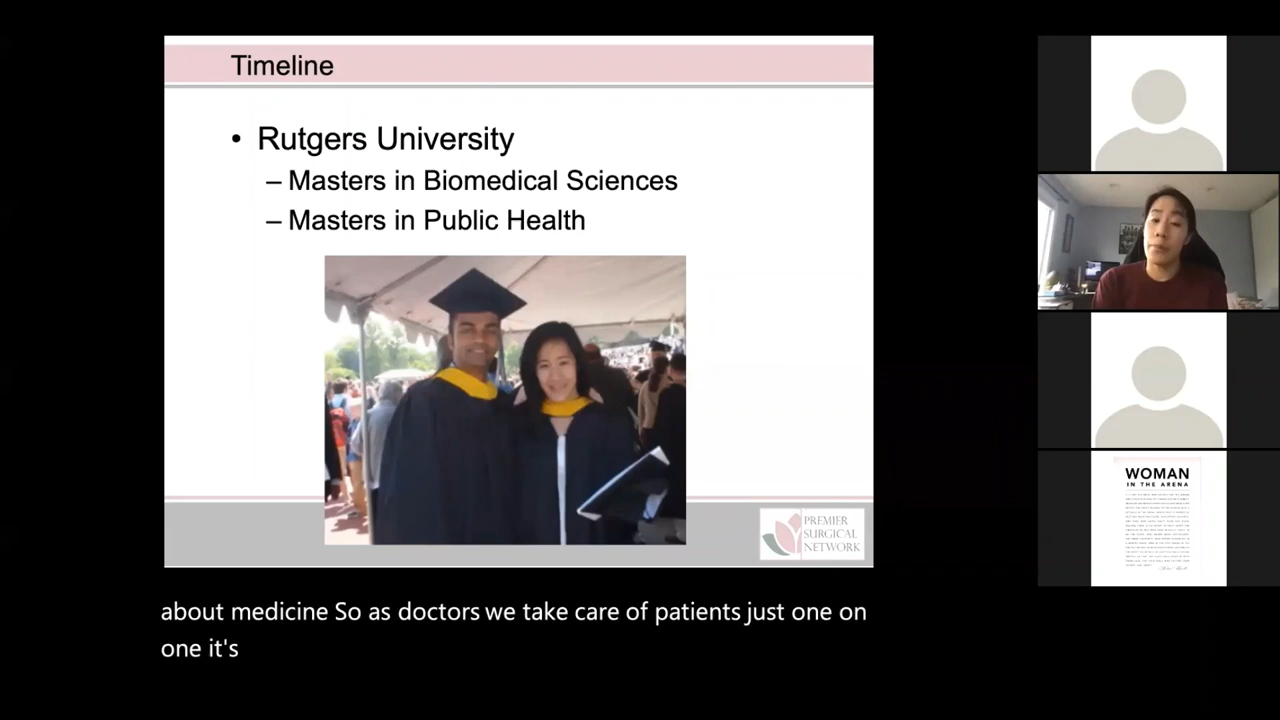 Timeline
• Rutgers University
– Masters in Biomedical Sciences
– Masters in Public Health
PREMIER
SURGICAL
NETWORK
about medicine So as doctors we take care of patients just one on
one it's
WOMAN
IN THE ARENA